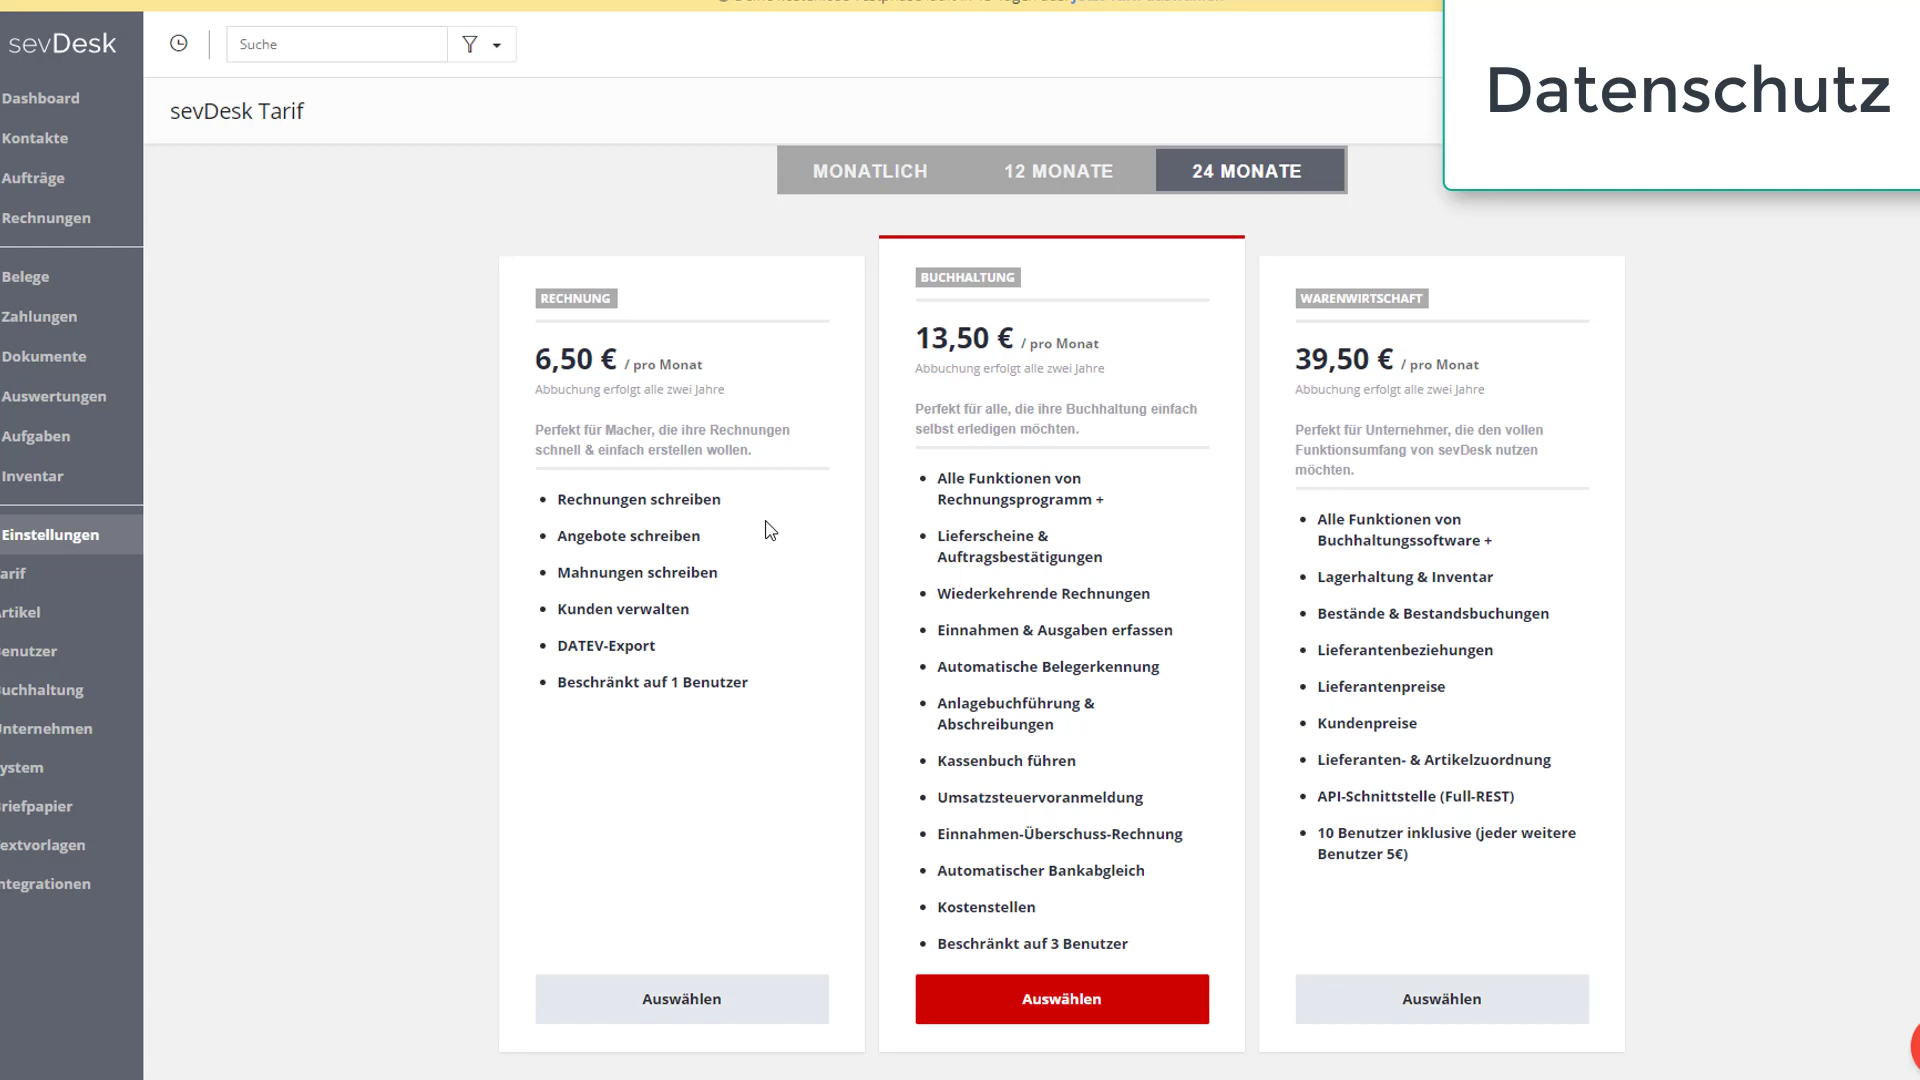 sevDesk
Suche
Datenschutz
Dashboard
Kontakte
Aufträge
Rechnungen
Belege
Zahlungen
Dokumente
Auswertungen
Aufgaben
Inventar
Einstellungen
arif
rtikel
enutzer
uchhaltung
nternehmen
ystem
riefpapier
extvorlagen
ntegrationen
sevDesk Tarif
MONATLICH 12 MONATE 24 MONATE
RECHNUNG
6,50 € / pro Monat
Abbuchung erfolgt alle zwei Jahre
Perfekt für Macher, die ihre Rechnungen
schnell & einfach erstellen wollen.
• Rechnungen schreiben
• Angebote schreiben
• Mahnungen schreiben
• Kunden verwalten
• DATEV-Export
• Beschränkt auf 1 Benutzer
Auswählen
BUCHHALTUNG
13,50 € / pro Monat
Abbuchung erfolgt alle zwei Jahre
Perfekt für alle, die ihre Buchhaltung einfach
selbst erledigen möchten.
• Alle Funktionen von
Rechnungsprogramm +
• Lieferscheine &
Auftragsbestätigungen
• Wiederkehrende Rechnungen
• Einnahmen & Ausgaben erfassen
• Automatische Belegerkennung
• Anlagebuchführung &
Abschreibungen
• Kassenbuch führen
• Umsatzsteuervoranmeldung
• Einnahmen-Überschuss-Rechnung
• Automatischer Bankabgleich
• Kostenstellen
• Beschränkt auf 3 Benutzer
Auswählen
WARENWIRTSCHAFT
39,50 € / pro Monat
Abbuchung erfolgt alle zwei Jahre
Perfekt für Unternehmer, die den vollen
Funktionsumfang von sevDesk nutzen
möchten.
• Alle Funktionen von
Buchhaltungssoftware +
• Lagerhaltung & Inventar
• Bestände & Bestandsbuchungen
• Lieferantenbeziehungen
• Lieferantenpreise
• Kundenpreise
• Lieferanten- & Artikelzuordnung
• API-Schnittstelle (Full-REST)
• 10 Benutzer inklusive (jeder weitere
Benutzer 5€)
Auswählen